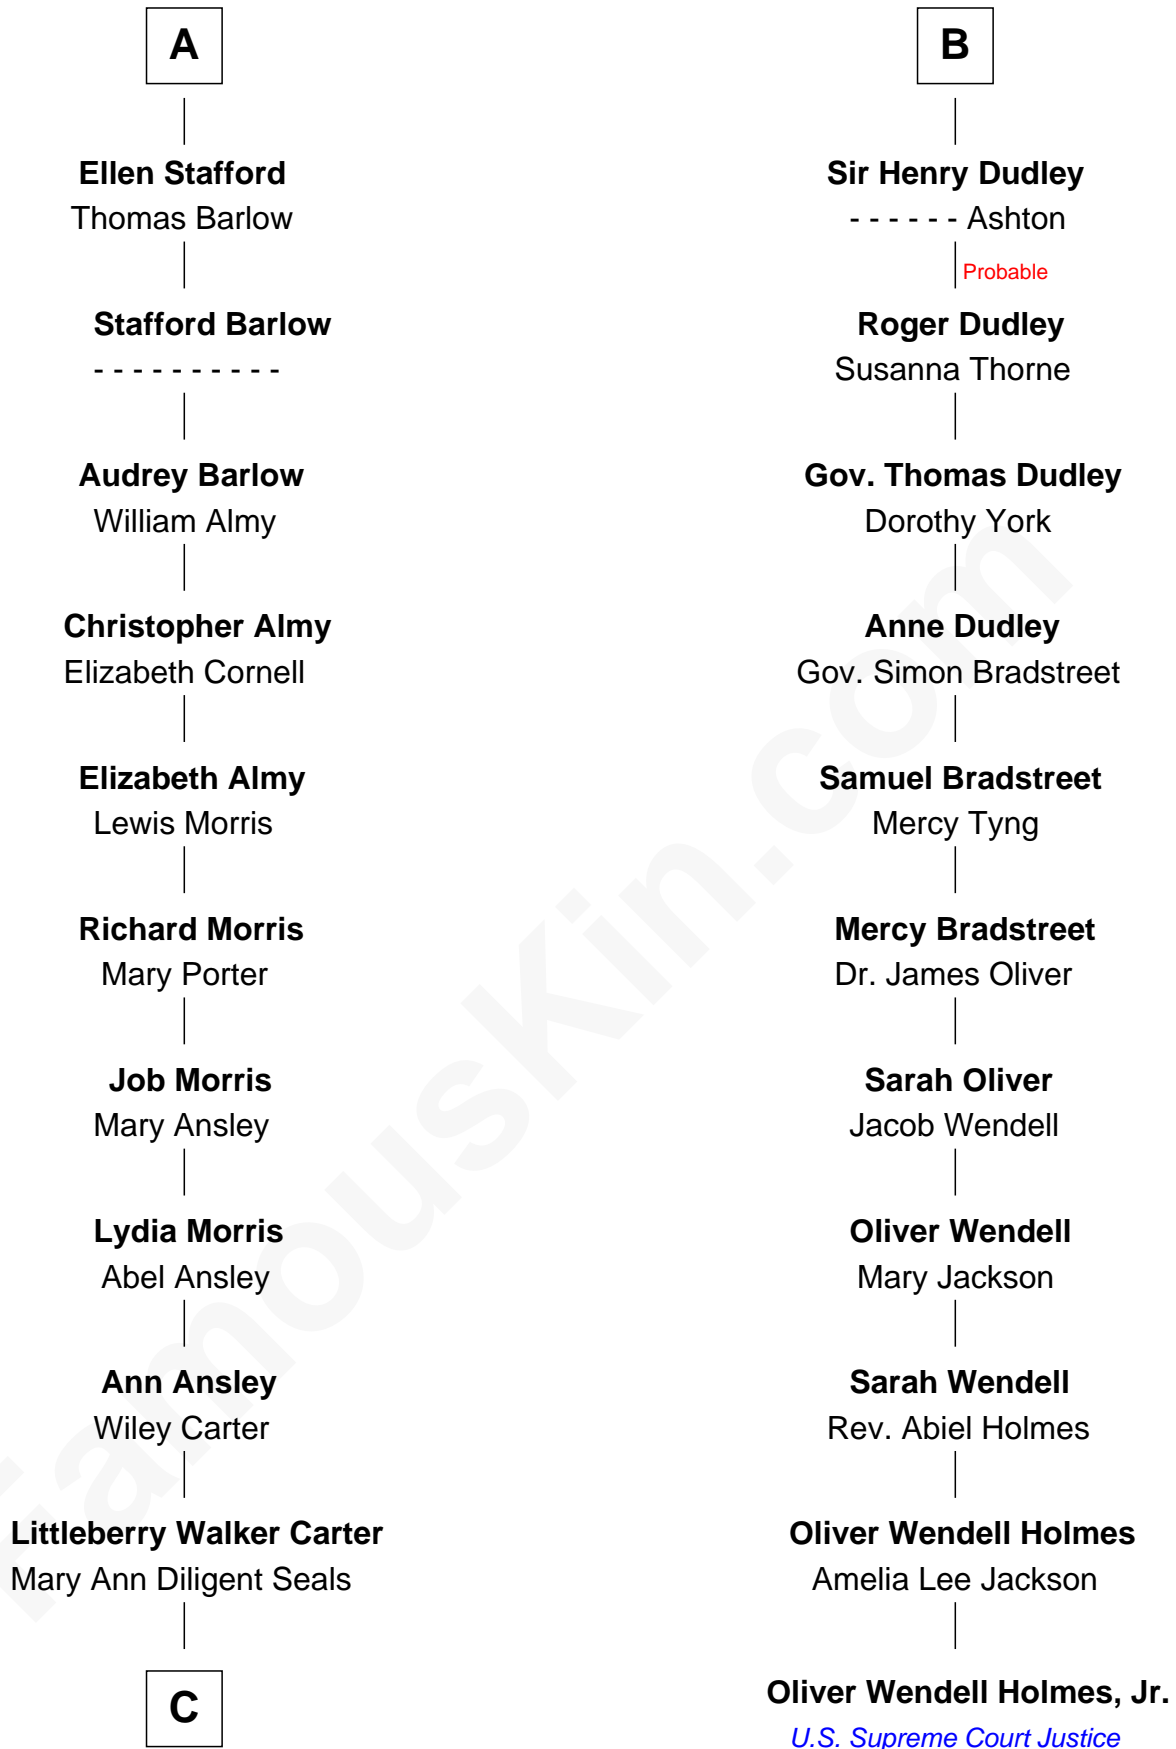 A
Ellen Stafford
Thomas Barlow
Stafford Barlow
- - - - - - - - - -
Audrey Barlow
William Almy
Christopher Almy
Elizabeth Cornell
Elizabeth Almy
Lewis Morris
Richard Morris
Mary Porter
Job Morris
Mary Ansley
Lydia Morris
Abel Ansley
Ann Ansley
Wiley Carter
Littleberry Walker Carter
Mary Ann Diligent Seals
C
B
Sir Henry Dudley
- - - - - - Ashton
Probable
Roger Dudley
Susanna Thorne
Gov. Thomas Dudley
Dorothy York
Anne Dudley
Gov. Simon Bradstreet
Samuel Bradstreet
Mercy Tyng
Mercy Bradstreet
Dr. James Oliver
Sarah Oliver
Jacob Wendell
Oliver Wendell
Mary Jackson
Sarah Wendell
Rev. Abiel Holmes
Oliver Wendell Holmes
Amelia Lee Jackson
Oliver Wendell Holmes, Jr.
U.S. Supreme Court Justice
FamousKin.com